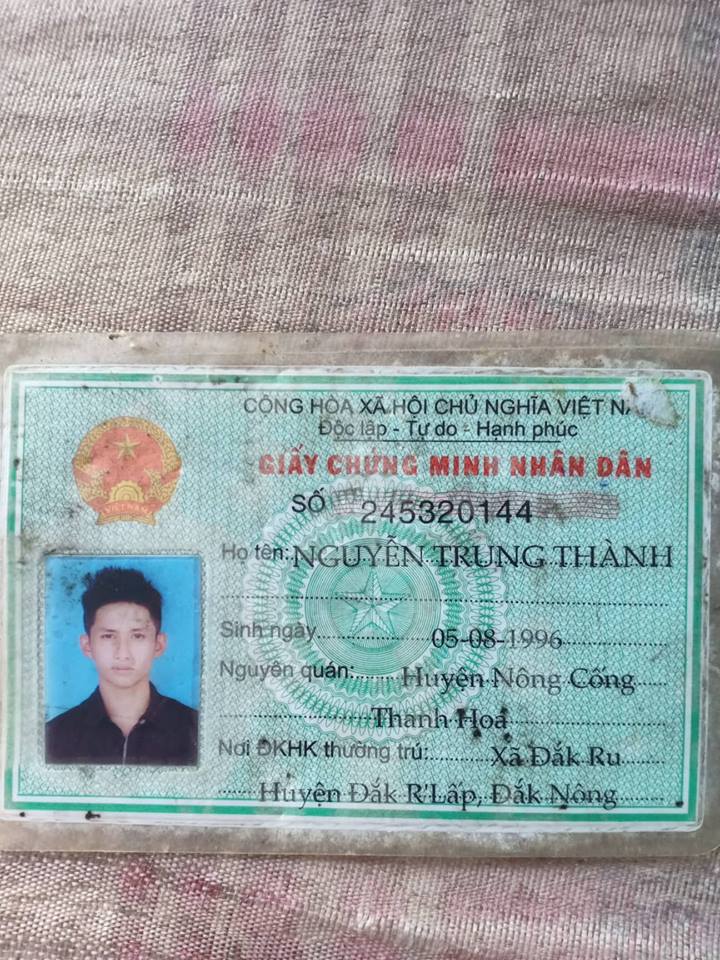 CỘNG HÒA XÃ HỘI CHỦ NGHĨA VIỆT
Độc lập - Tự do - Hạnh phúc
GIẤY CHỨNG MINH NHÂN DÂN
SỐ 245320144
VIỆT NAM
Họ tên: NGUYỄN TRUNG THÀNH
Sinh ngày 05-08-1996
Nguyên quán: Huyện Nông Cống
Thanh Hoá
Nơi ĐKHK thường trú: Xã Đắk Ru
Huyện Đắk R'Lấp, Đắk Nông